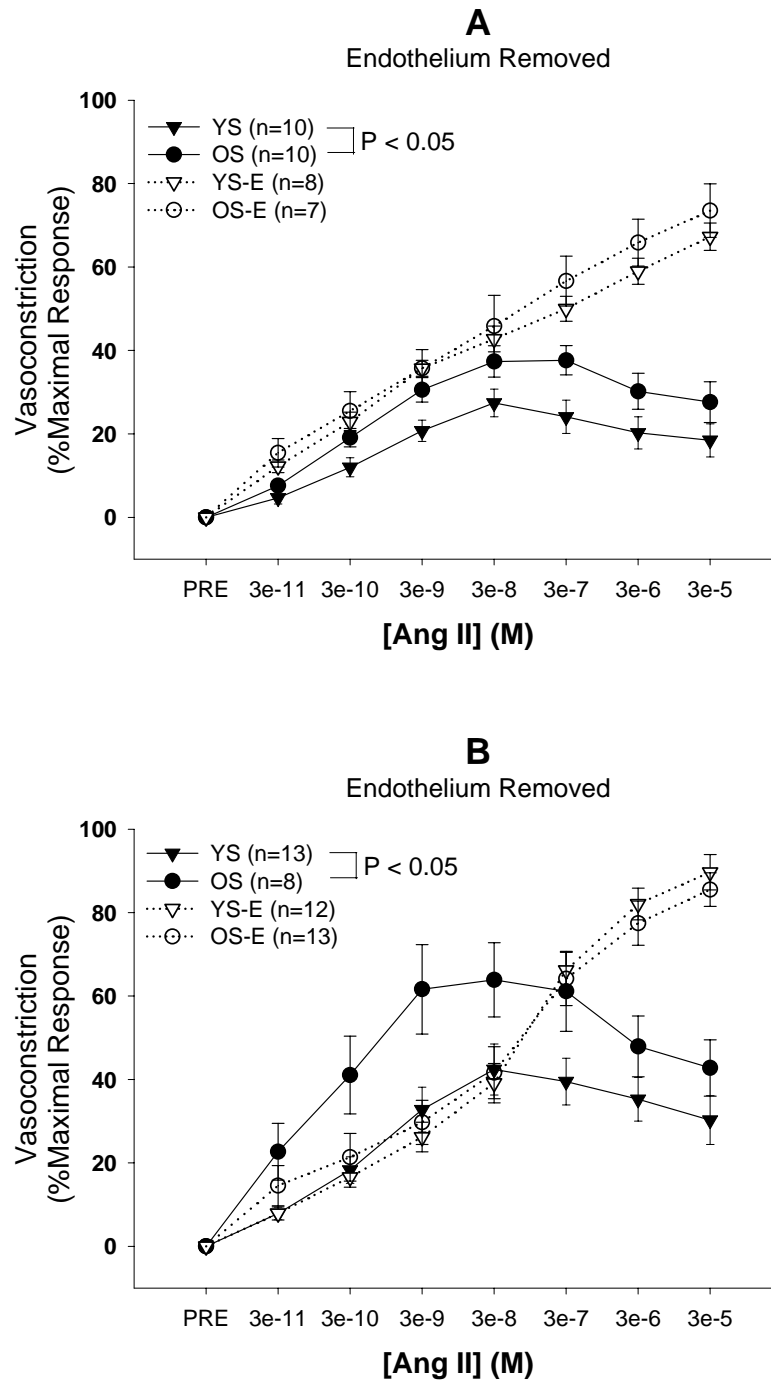 A
Endothelium Removed
100
80
60
40
20
0
Vasoconstriction
(%Maximal Response)
YS (n=10)
OS (n=10)
YS-E (n=8)
OS-E (n=7)
P < 0.05
PRE 3e-11 3e-10 3e-9 3e-8 3e-7 3e-6 3e-5
[Ang II] (M)
B
Endothelium Removed
100
80
60
40
20
0
Vasoconstriction
(%Maximal Response)
YS (n=13)
OS (n=8)
YS-E (n=12)
OS-E (n=13)
P < 0.05
PRE 3e-11 3e-10 3e-9 3e-8 3e-7 3e-6 3e-5
[Ang II] (M)